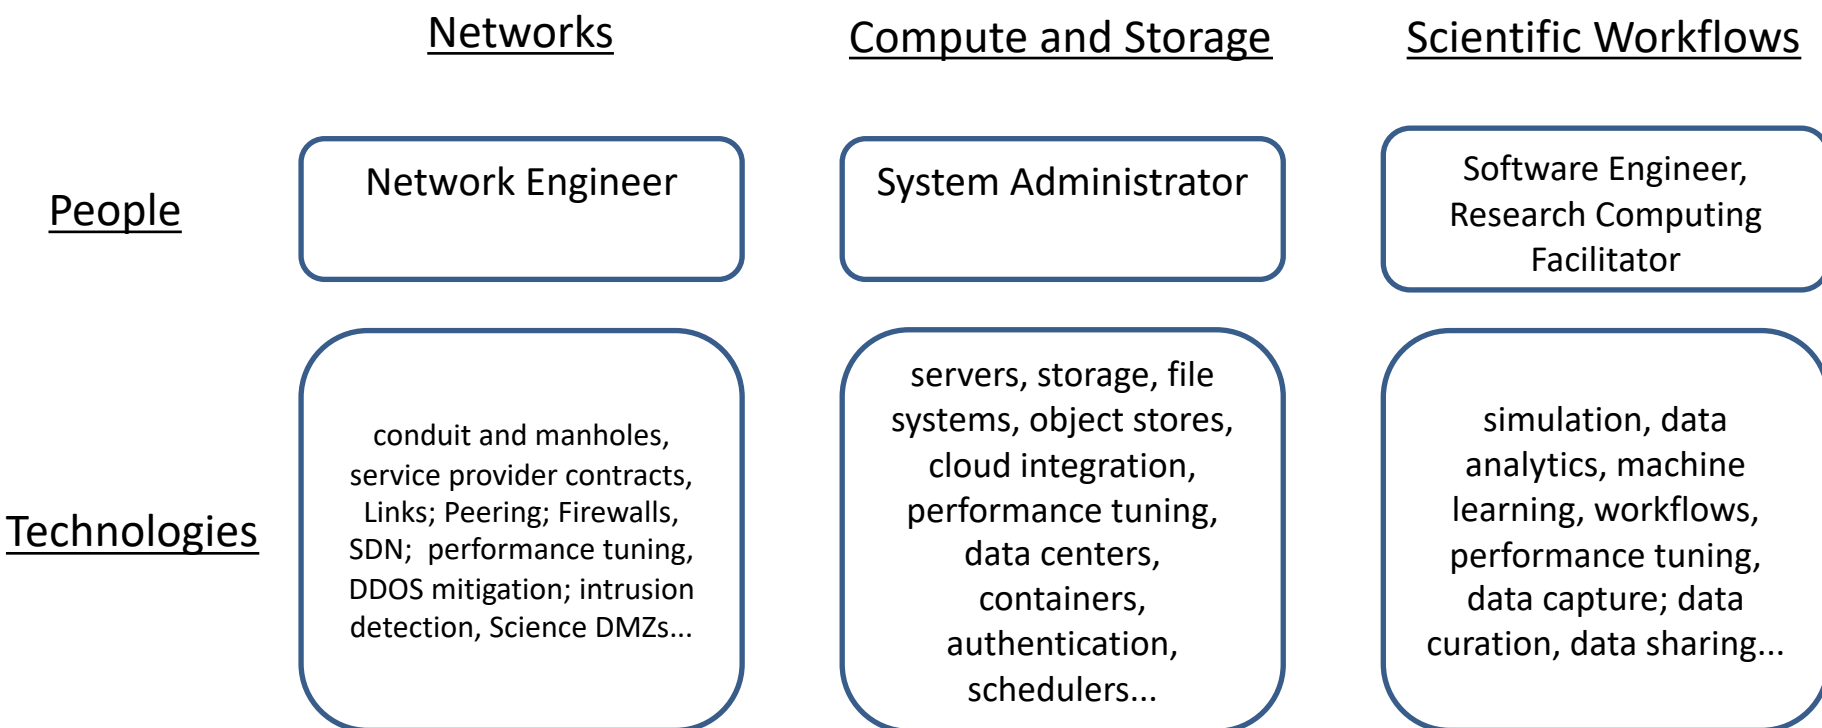 Networks
Compute and Storage
Scientific Workflows
People
Network Engineer
System Administrator
Software Engineer,
Research Computing
Facilitator
Technologies
conduit and manholes,
service provider contracts,
Links; Peering; Firewalls,
SDN;  performance tuning,
DDOS mitigation; intrusion
detection, Science DMZs...
servers, storage, file
systems, object stores,
cloud integration,
performance tuning,
data centers,
containers,
authentication,
schedulers...
simulation, data
analytics, machine
learning, workflows,
performance tuning,
data capture; data
curation, data sharing...